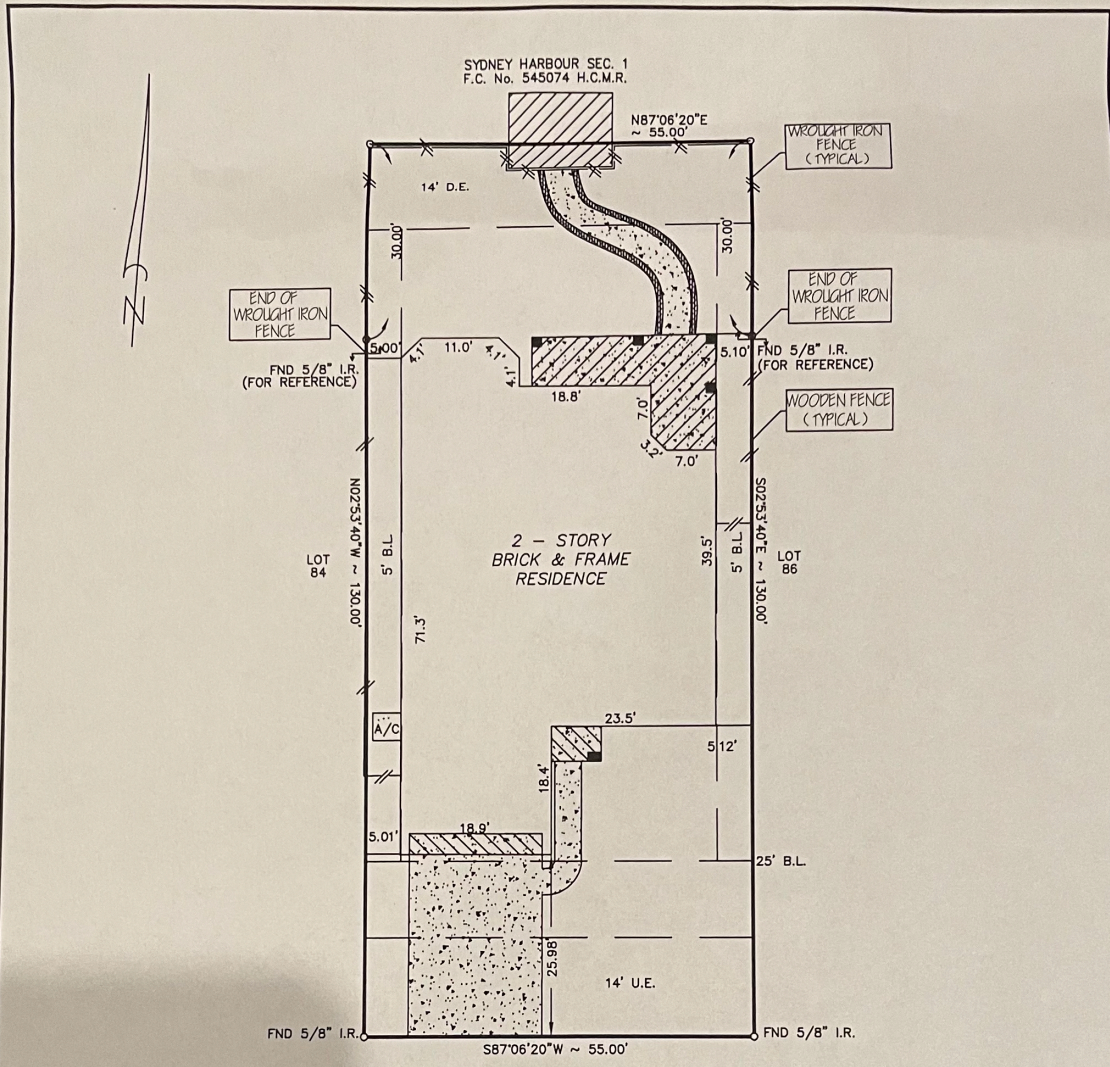 SYDNEY HARBOUR SEC. 1
F.C. No. 545074 H.C.M.R.
N87°06'20"E
~ 55.00'
WROUGHT IRON
FENCE
(TYPICAL)
14' D.E.
30.00'
30.00'
N
END OF
WROUGHT IRON
FENCE
END OF
WROUGHT IRON
FENCE
5.00'
4.1'
11.0'
4.1'
4.1'
5.10'
FND 5/8" I.R.
(FOR REFERENCE)
FND 5/8" I.R.
(FOR REFERENCE)
18.8'
7.0'
3.2'
7.0'
WOODEN FENCE
(TYPICAL)
N02°53'40"W ~ 130.00'
S02°53'40"E ~ 130.00'
2 - STORY
BRICK & FRAME
RESIDENCE
LOT
84
5' B.L.
39.5'
5' B.L.
LOT
86
71.3'
A/C
23.5'
5.12'
18.4'
18.9'
5.01'
25' B.L.
25.98'
14' U.E.
FND 5/8" I.R.
FND 5/8" I.R.
S87°06'20"W ~ 55.00'